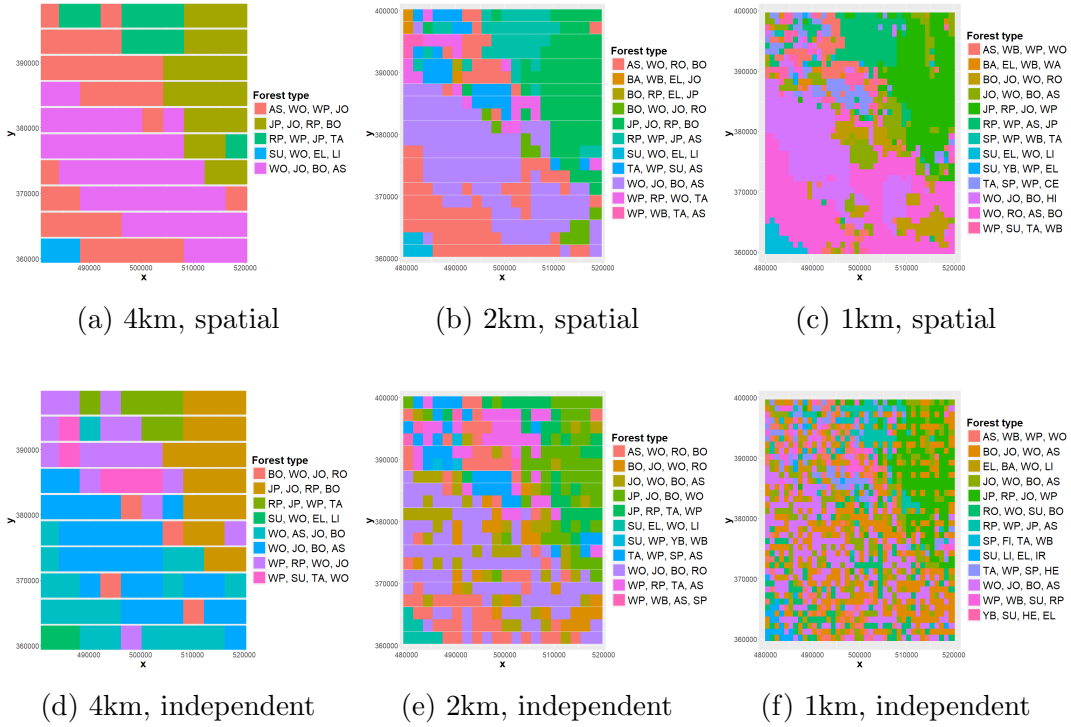 390000
380000
370000
360000
y
490000 500000 510000 520000
x
Forest type
AS, WO, WP, JO
JP, JO, RP, BO
RP, WP, JP, TA
SU, WO, EL, LI
WO, JO, BO, AS
(a) 4km, spatial
400000
390000
380000
370000
360000
y
480000 490000 500000 510000 520000
x
Forest type
AS, WO, RO, BO
BA, WB, EL, JO
BO, RP, EL, JP
BO, WO, JO, RO
JP, JO, RP, BO
RP, WP, JP, AS
SU, WO, EL, LI
TA, WP, SU, AS
WO, JO, BO, AS
WP, RP, WO, TA
WP, WB, TA, AS
(b) 2km, spatial
400000
390000
380000
370000
360000
y
480000 490000 500000 510000 520000
x
Forest type
AS, WB, WP, WO
BA, EL, WB, WA
BO, JO, WO, RO
JO, WO, BO, AS
JP, RP, JO, WP
RP, WP, AS, JP
SP, WP, WB, TA
SU, EL, WO, LI
SU, YB, WP, EL
TA, SP, WP, CE
WO, JO, BO, HI
WO, RO, AS, BO
WP, SU, TA, WB
(c) 1km, spatial
390000
380000
370000
360000
y
490000 500000 510000 520000
x
Forest type
BO, WO, JO, RO
JP, JO, RP, BO
RP, JP, WP, TA
SU, WO, EL, LI
WO, AS, JO, BO
WO, JO, BO, AS
WP, RP, WO, JO
WP, SU, TA, WO
(d) 4km, independent
400000
390000
380000
370000
360000
y
480000 490000 500000 510000 520000
x
Forest type
AS, WO, RO, BO
BO, JO, WO, RO
JO, WO, BO, AS
JP, JO, BO, WO
JP, RP, TA, WP
SU, EL, WO, LI
SU, WP, YB, WB
TA, WP, SP, AS
WO, JO, BO, RO
WP, RP, TA, AS
WP, WB, AS, SP
(e) 2km, independent
400000
390000
380000
370000
360000
y
480000 490000 500000 510000 520000
x
Forest type
AS, WB, WP, WO
BO, JO, WO, AS
EL, BA, WO, LI
JO, WO, BO, AS
JP, RP, JO, WP
RO, WO, SU, BO
RP, WP, JP, AS
SP, FI, TA, WB
SU, LI, EL, IR
TA, WP, SP, HE
WO, JO, BO, AS
WP, WB, SU, RP
YB, SU, HE, EL
(f) 1km, independent